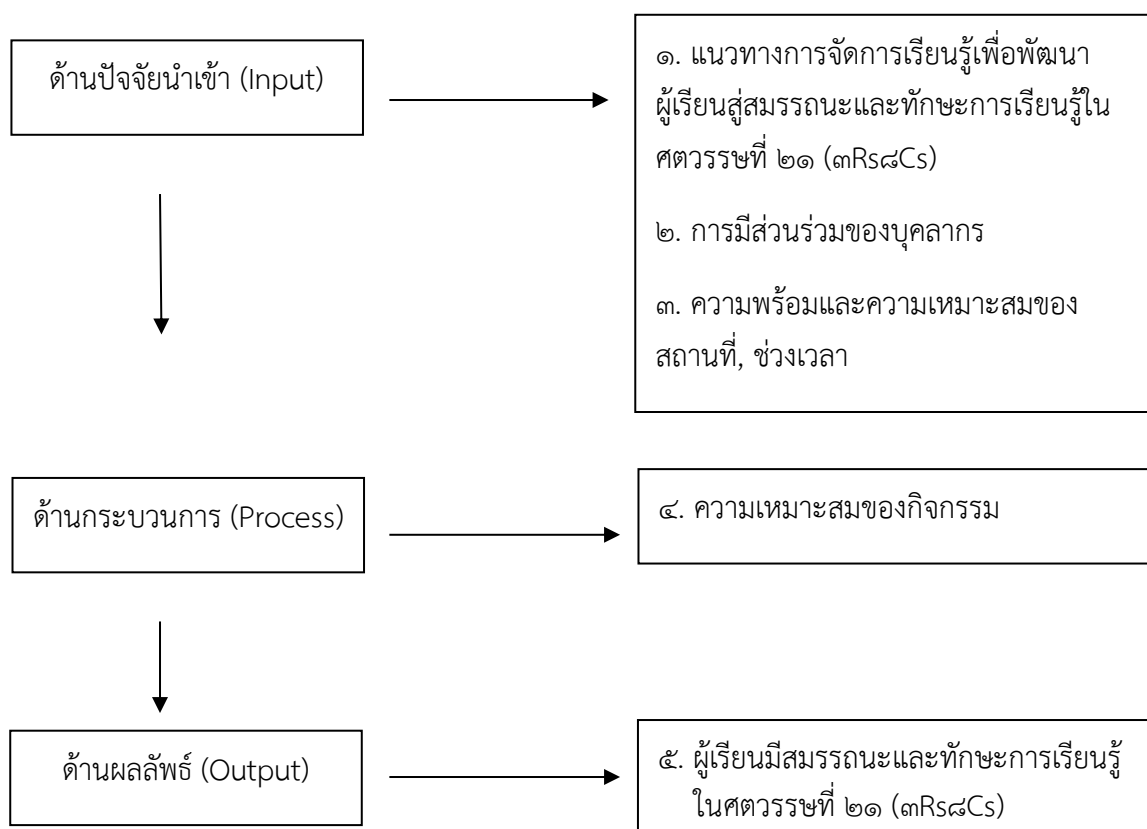 ด้านปัจจัยนำเข้า (Input)
๑. แนวทางการจัดการเรียนรู้เพื่อพัฒนา
ผู้เรียนสู่สมรรถนะและทักษะการเรียนรู้ใน
ศตวรรษที่ ๒๑ (๓Rs๘Cs)
๒. การมีส่วนร่วมของบุคลากร
๓. ความพร้อมและความเหมาะสมของ
สถานที่, ช่วงเวลา
ด้านกระบวนการ (Process)
๔. ความเหมาะสมของกิจกรรม
ด้านผลลัพธ์ (Output)
๕. ผู้เรียนมีสมรรถนะและทักษะการเรียนรู้
ในศตวรรษที่ ๒๑ (๓Rs๘Cs)